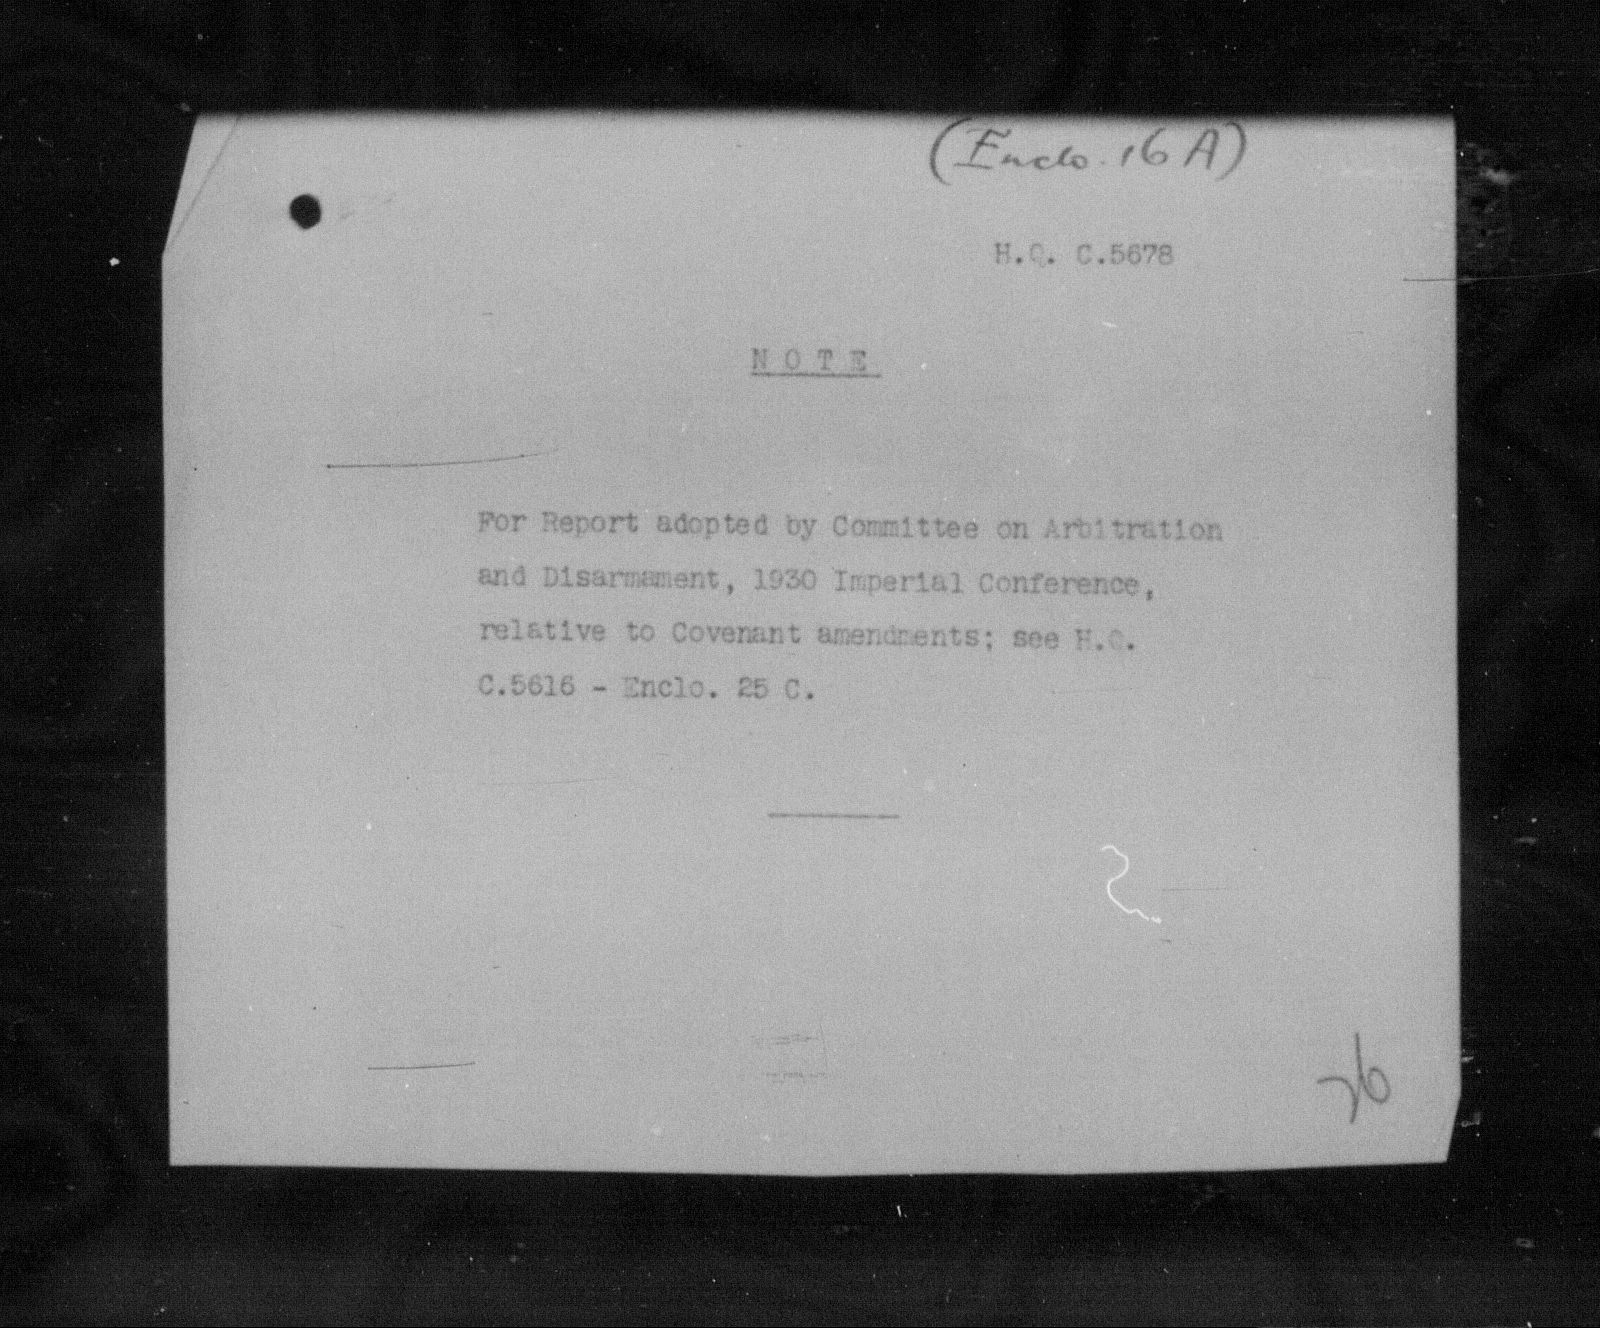 (Enclo. 16 A)
H.Q. C.5678
N O T E
For Report adopted by Committee on Arbitration
and Disarmament, 1930 Imperial Conference,
relative to Covenant amendments; see H.Q.
C.5616 - Enclo. 25 C.
76